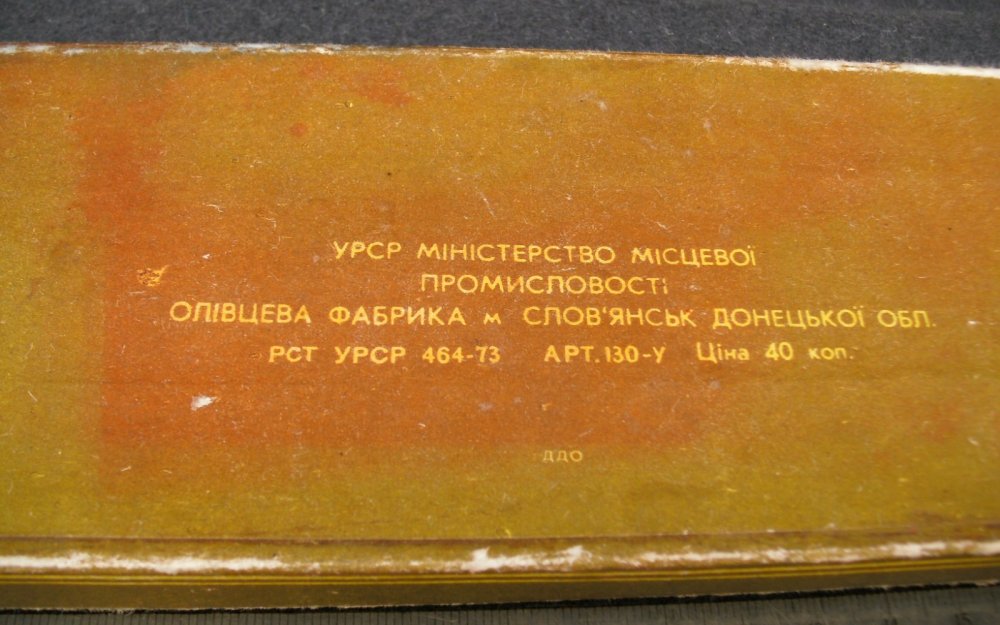 УРСР МІНІСТЕРСТВО МІСЦЕВОЇ
ПРОМИСЛОВОСТІ
ОЛІВЦЕВА ФАБРИКА м СЛОВ'ЯНСЬК ДОНЕЦЬКОЇ ОБЛ.
РСТ УРСР 464-73 АРТ. 130-У Ціна 40 коп.
ДДО